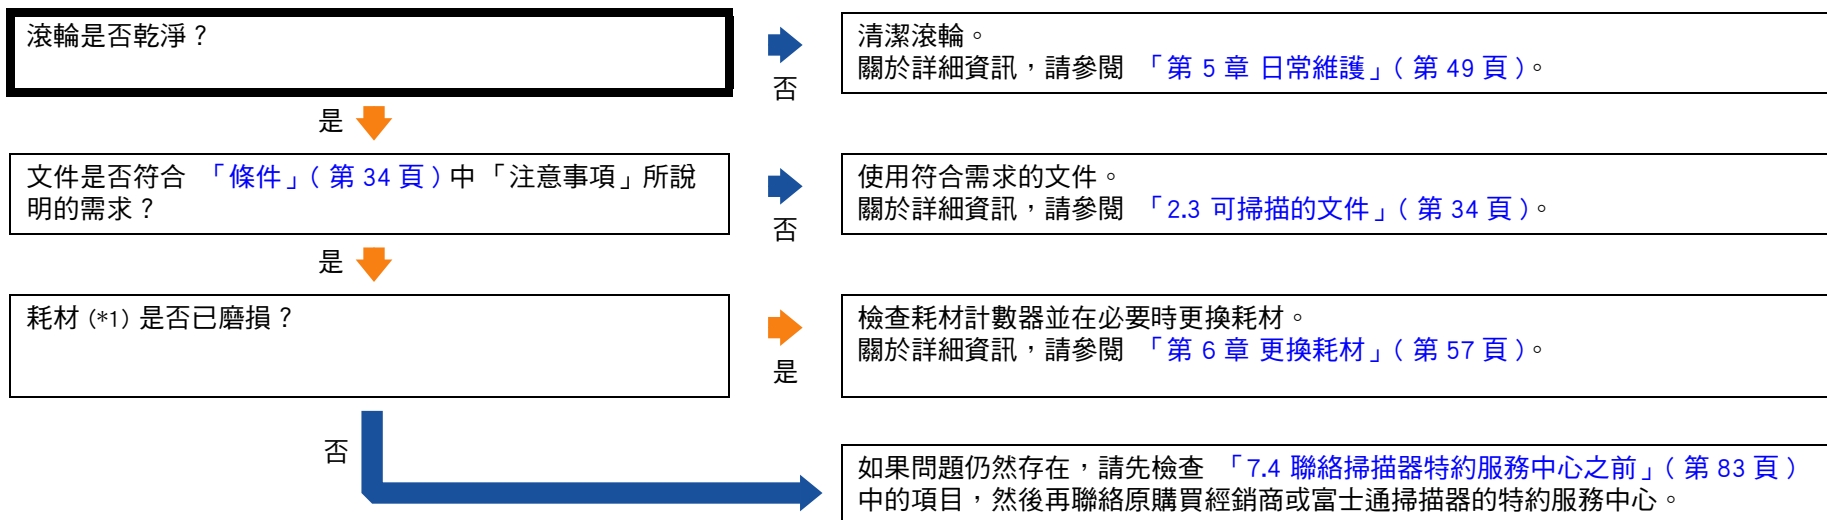 滾輪是否乾淨？
否
清潔滾輪。
關於詳細資訊，請參閱 「第 5 章 日常維護」( 第 49 頁 )。
是
文件是否符合 「條件」( 第 34 頁 ) 中 「注意事項」所說
明的需求？
否
使用符合需求的文件。
關於詳細資訊，請參閱 「2.3 可掃描的文件」( 第 34 頁 )。
是
耗材 (*1) 是否已磨損？
是
檢查耗材計數器並在必要時更換耗材。
關於詳細資訊，請參閱 「第 6 章 更換耗材」( 第 57 頁 )。
否
如果問題仍然存在，請先檢查 「7.4 聯絡掃描器特約服務中心之前」( 第 83 頁 )
中的項目，然後再聯絡原購買經銷商或富士通掃描器的特約服務中心。